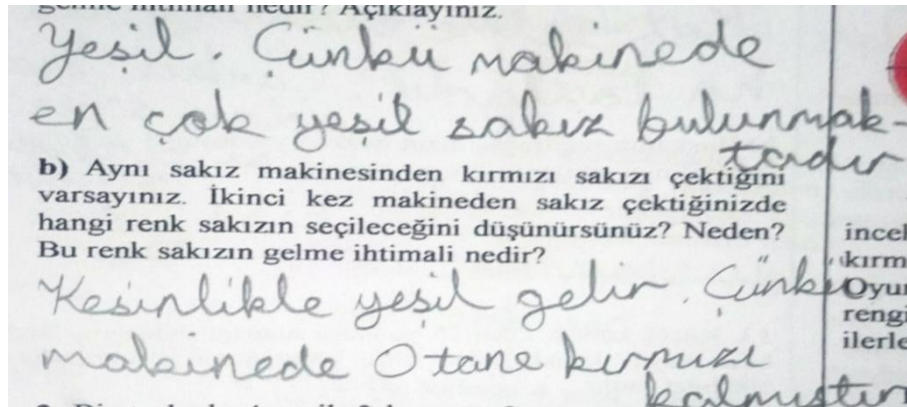 ihtimali nedir? Açıklayınız.
Yeşil. Çünkü makinede
en çok yeşil sakız bulunmak-
tadır
b) Aynı sakız makinesinden kırmızı sakızı çektiğini
varsayınız. İkinci kez makineden sakız çektiğinizde
hangi renk sakızın seçileceğini düşünürsünüz? Neden?
Bu renk sakızın gelme ihtimali nedir?
Kesinlikle yeşil gelir. Çünkü
makinede 0 tane kırmızı
kalmıştır
incel
kırm
Oyu
rengi
ilerle